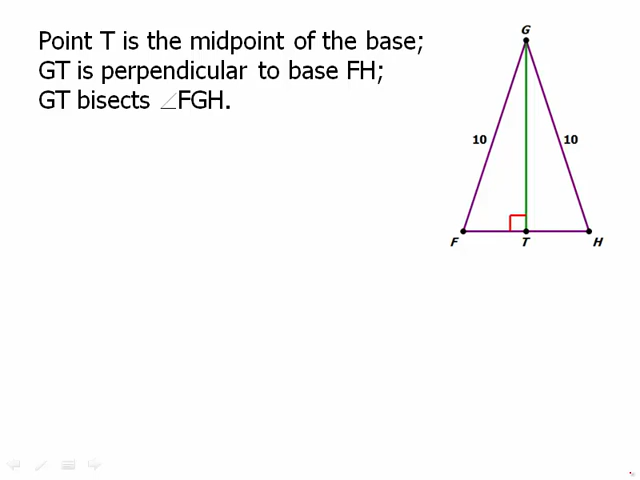 Point T is the midpoint of the base;
GT is perpendicular to base FH;
GT bisects ∠FGH.
G
10 10
F T H